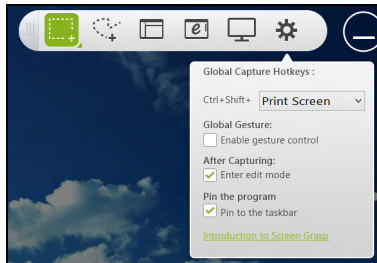 Global Capture Hotkeys :
Ctrl+Shift+ Print Screen
Global Gesture:
Enable gesture control
After Capturing:
Enter edit mode
Pin the program
Pin to the taskbar
Introduction to Screen Grasp